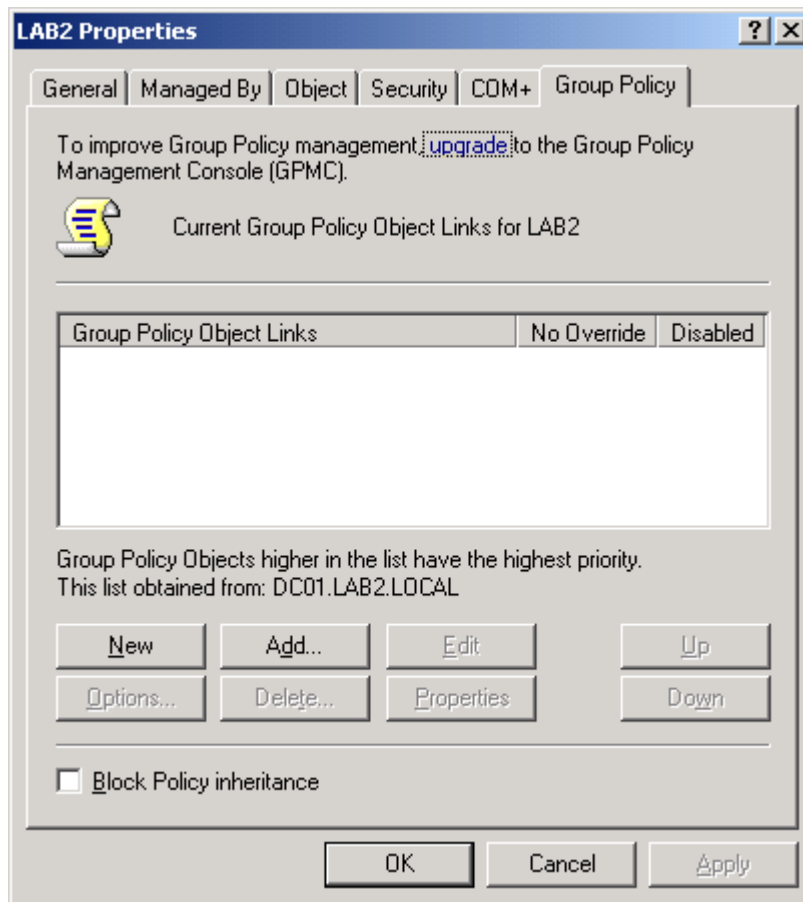 LAB2 Properties
General Managed By Object Security COM+ Group Policy
To improve Group Policy management, upgrade to the Group Policy
Management Console (GPMC).
Current Group Policy Object Links for LAB2
Group Policy Object Links No Override Disabled
Group Policy Objects higher in the list have the highest priority.
This list obtained from: DC01.LAB2.LOCAL
New Add... Edit Up
Options... Delete... Properties Down
Block Policy inheritance
OK Cancel Apply